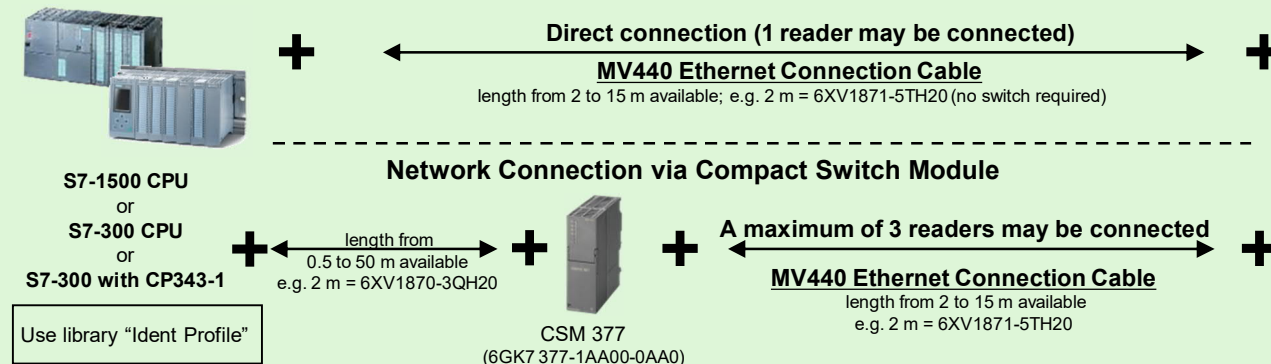 Direct connection (1 reader may be connected)
MV440 Ethernet Connection Cable
length from 2 to 15 m available; e.g. 2 m = 6XV1871-5TH20 (no switch required)
Network Connection via Compact Switch Module
S7-1500 CPU
or
S7-300 CPU
or
S7-300 with CP343-1
Use library “Ident Profile”
length from
0.5 to 50 m available
e.g. 2 m = 6XV1870-3QH20
CSM 377
(6GK7 377-1AA00-0AA0)
A maximum of 3 readers may be connected
MV440 Ethernet Connection Cable
length from 2 to 15 m available
e.g. 2 m = 6XV1871-5TH20